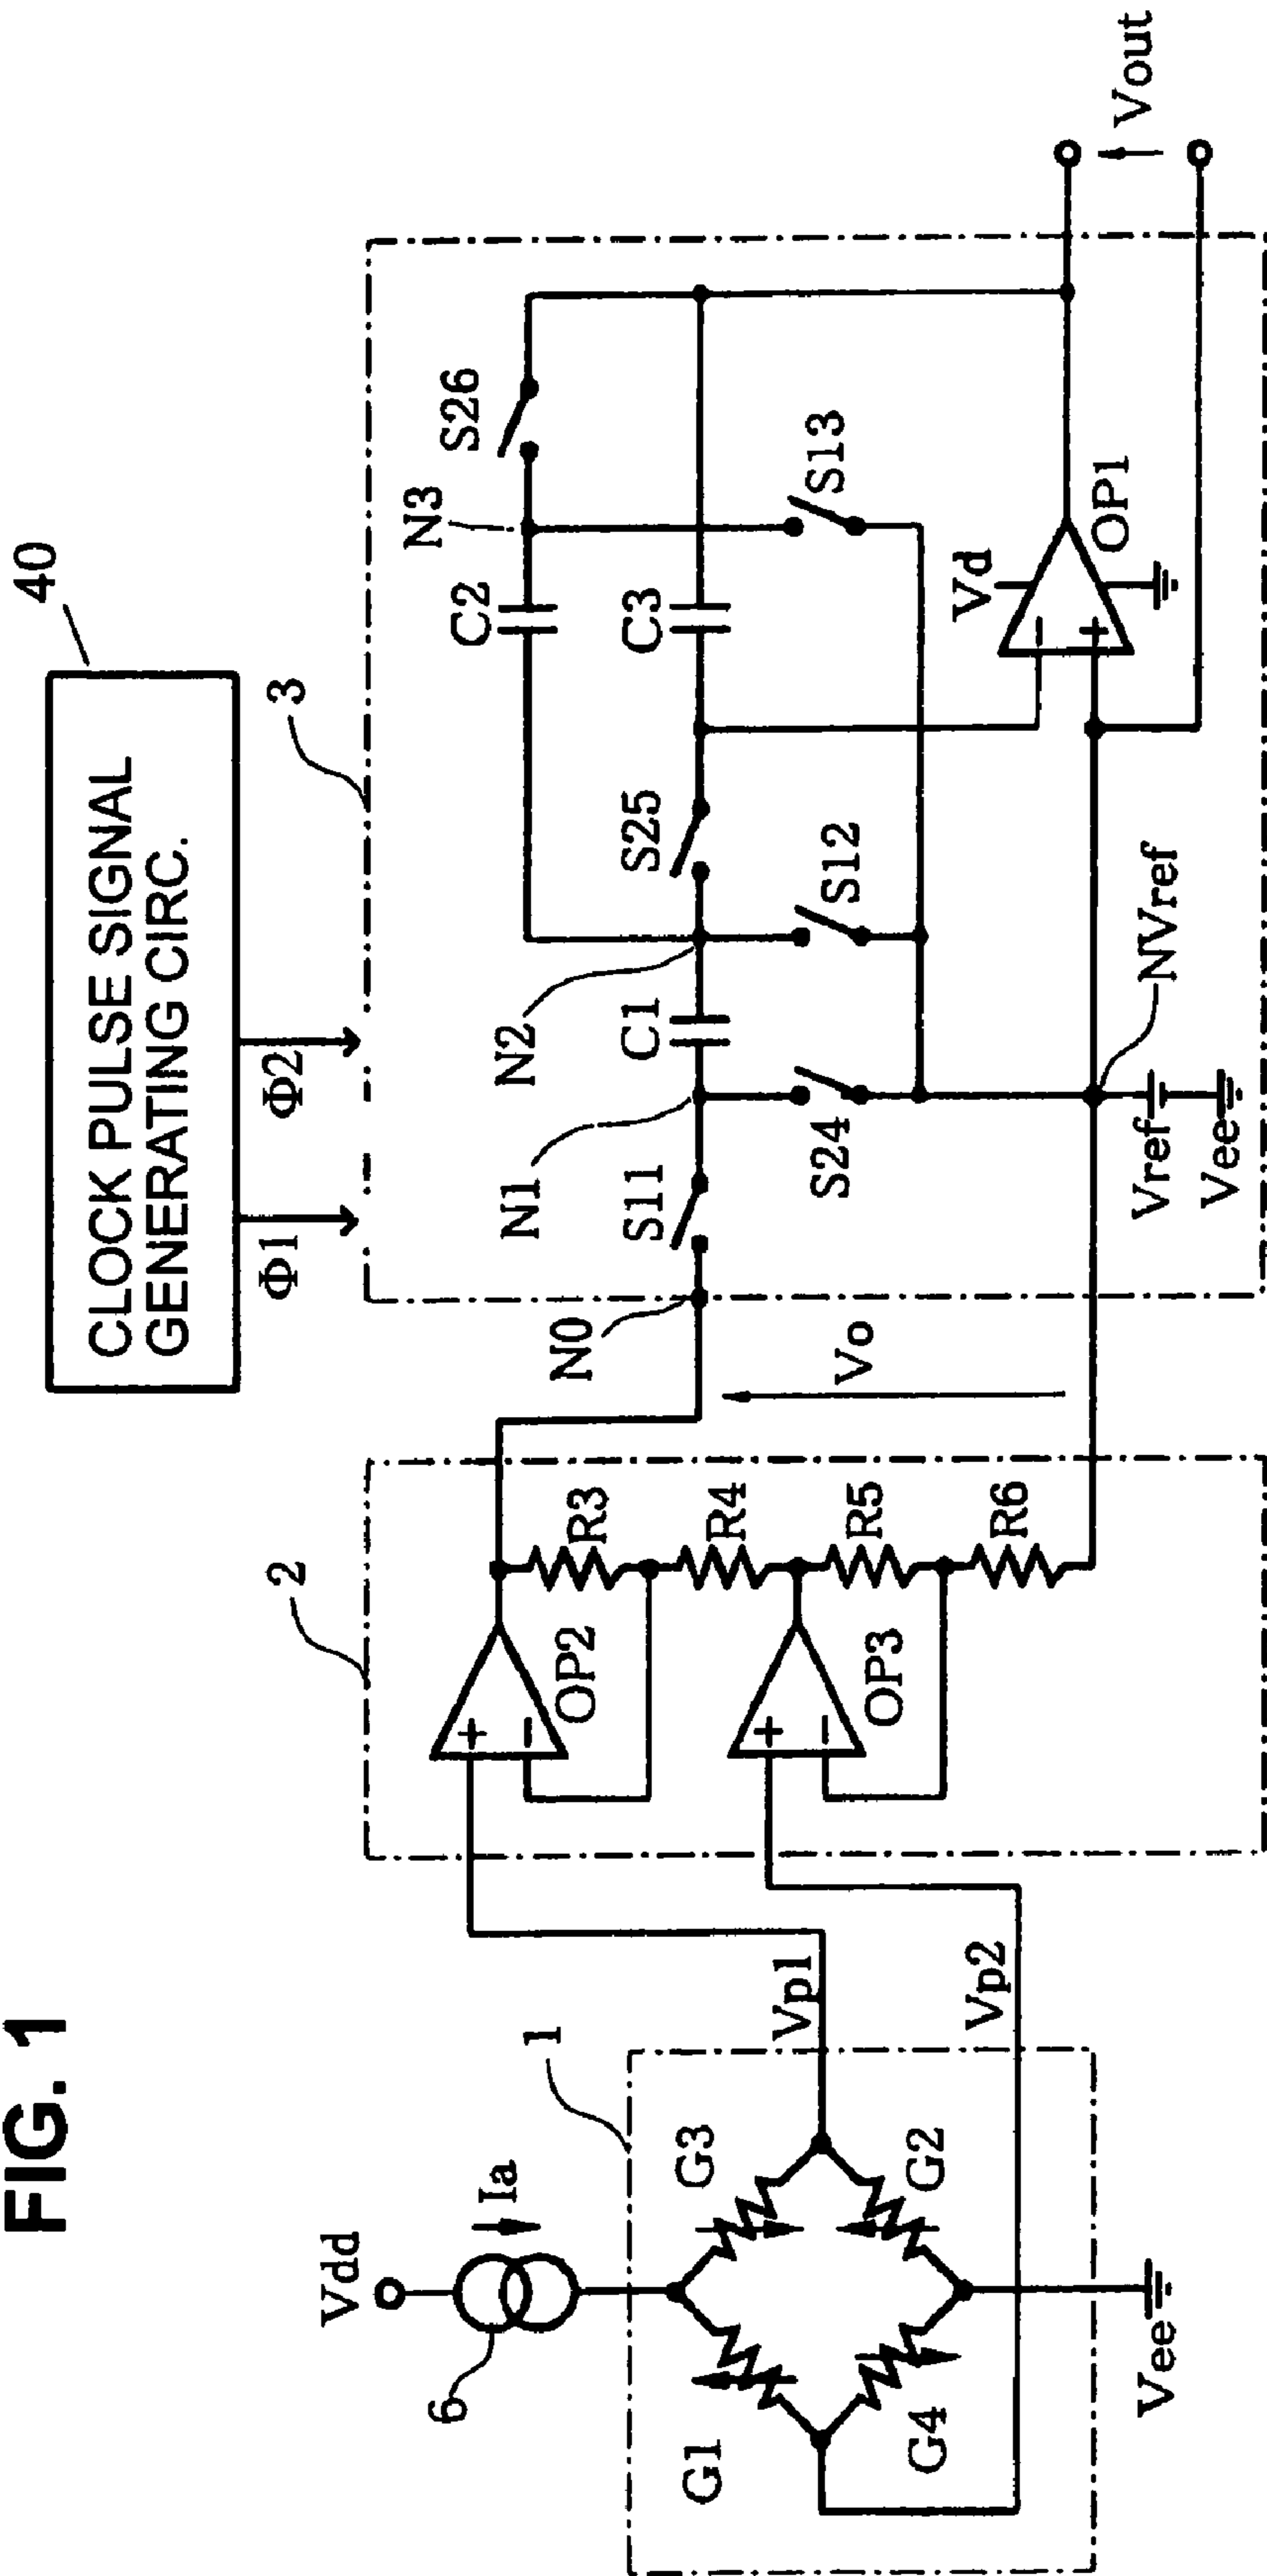 FIG. 1
40
CLOCK PULSE SIGNAL
GENERATING CIRC.
Φ1
Φ2
3
2
1
6
Vdd
Ia
G1
G3
G4
G2
Vee
Vp1
Vp2
+
−
OP2
+
−
OP3
R3
R4
R5
R6
Vo
N0
S11
N1
C1
N2
S25
C2
C3
N3
S26
S24
S12
S13
Vd
−
+
OP1
Vref
Vee
NVref
Vout